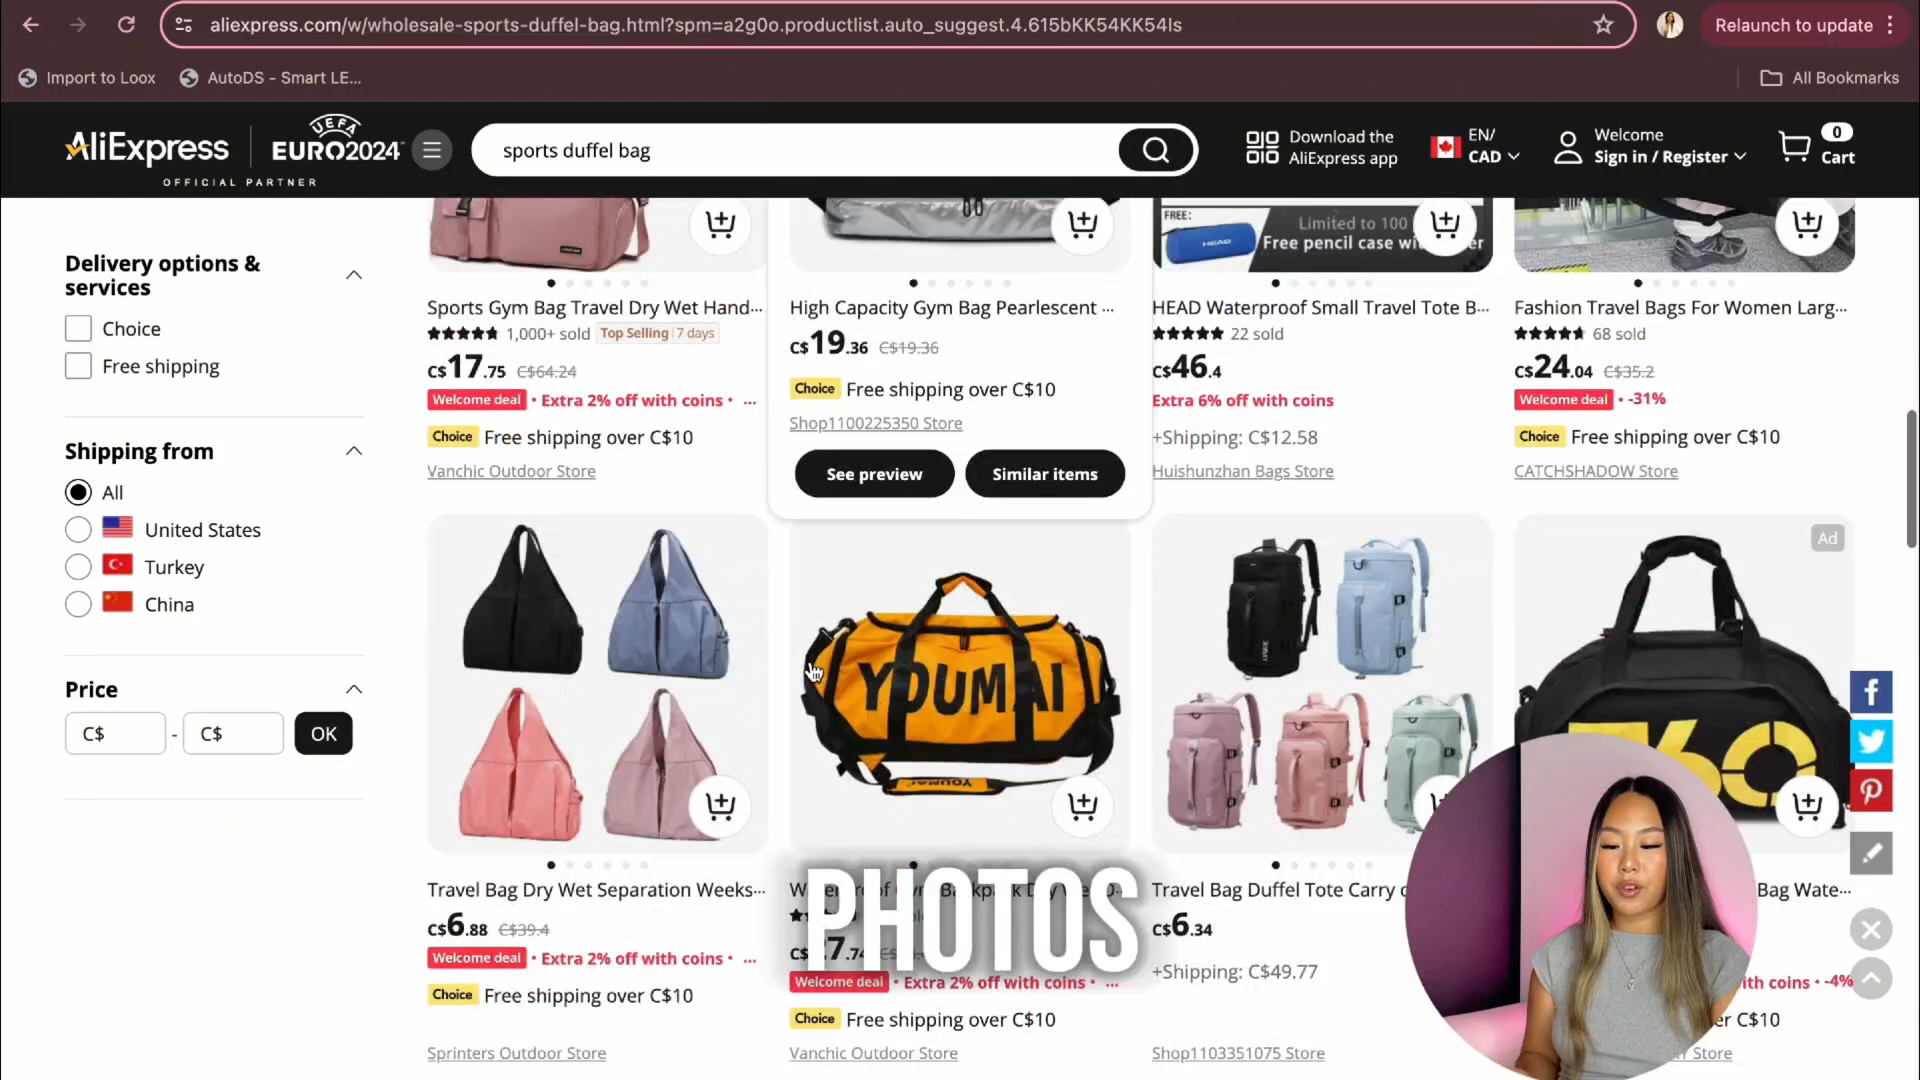 aliexpress.com/w/wholesale-sports-duffel-bag.html?spm=a2g0o.productlist.auto_suggest.4.615bKK54KK54Is
Relaunch to update
Import to Loox
AutoDS - Smart LE...
All Bookmarks
AliExpress
UEFA
EURO2024
OFFICIAL PARTNER
sports duffel bag
Download the
AliExpress app
EN/
CAD
Welcome
Sign in / Register
0
Cart
Delivery options &
services
Choice
Free shipping
Shipping from
All
United States
Turkey
China
Price
C$
-
C$
OK
Sports Gym Bag Travel Dry Wet Hand...
1,000+ sold
Top Selling | 7 days
C$17.75
C$64.24
Welcome deal
· Extra 2% off with coins · ...
Choice
Free shipping over C$10
Vanchic Outdoor Store
High Capacity Gym Bag Pearlescent ...
C$19.36
C$19.36
Choice
Free shipping over C$10
Shop1100225350 Store
See preview
Similar items
FREE:
HEAD
Limited to 100
Free pencil case
HEAD Waterproof Small Travel Tote B...
22 sold
C$46.4
Extra 6% off with coins
+Shipping: C$12.58
Huishunzhan Bags Store
Fashion Travel Bags For Women Larg...
68 sold
C$24.04
C$35.2
Welcome deal
· -31%
Choice
Free shipping over C$10
CATCHSADOW Store
Travel Bag Dry Wet Separation Weeks...
C$6.88
C$39.4
Welcome deal
· Extra 2% off with coins · ...
Choice
Free shipping over C$10
Sprinters Outdoor Store
YOUMAI
YOUMAI
PHOTOS
Welcome deal
· Extra 2% off with coins · ...
Choice
Free shipping over C$10
Vanchic Outdoor Store
Travel Bag Duffel Tote Carry
C$6.34
+Shipping: C$49.77
Shop1103351075 Store
Ad
360
Bag Wate...
coins · -4%
C$10
Store